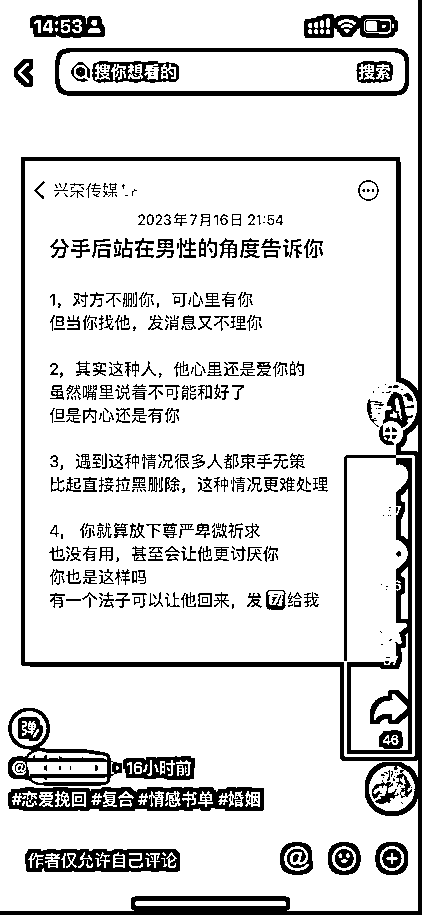 14:53
搜你想看的 搜索
兴荣传媒
2023年7月16日 21:54
分手后站在男性的角度告诉你
1，对方不删你，可心里有你
但当你找他，发消息又不理你
2，其实这种人，他心里还是爱你的
虽然嘴里说着不可能和好了
但是内心还是有你
3，遇到这种情况很多人都束手无策
比起直接拉黑删除，这种情况更难处理
4， 你就算放下尊严卑微祈求
也没有用，甚至会让他更讨厌你
你也是这样吗
有一个法子可以让他回来，发 给我
46
弹
@ 16小时前
#恋爱挽回 #复合 #情感书单 #婚姻
作者仅允许自己评论